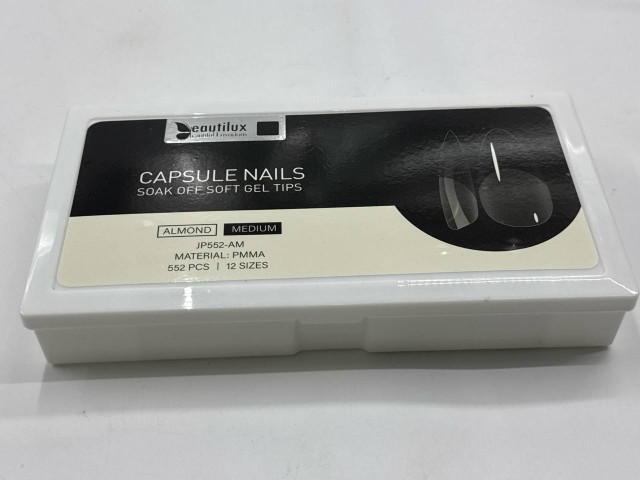 eautilux
CAPSULE NAILS
SOAK OFF SOFT GEL TIPS
ALMOND MEDIUM
JP552-AM
MATERIAL: PMMA
552 PCS | 12 SIZES